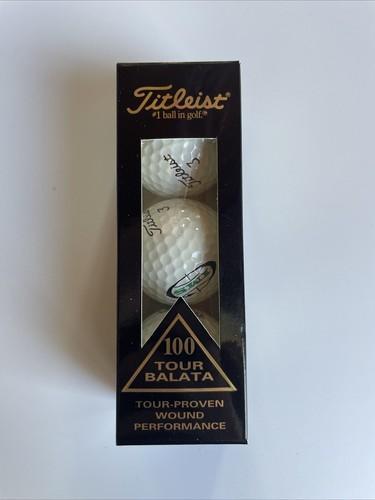 Titleist®
#1 ball in golf.®
Titleist
3
Titleist
3
100
TOUR
BALATA
TOUR-PROVEN
WOUND
PERFORMANCE